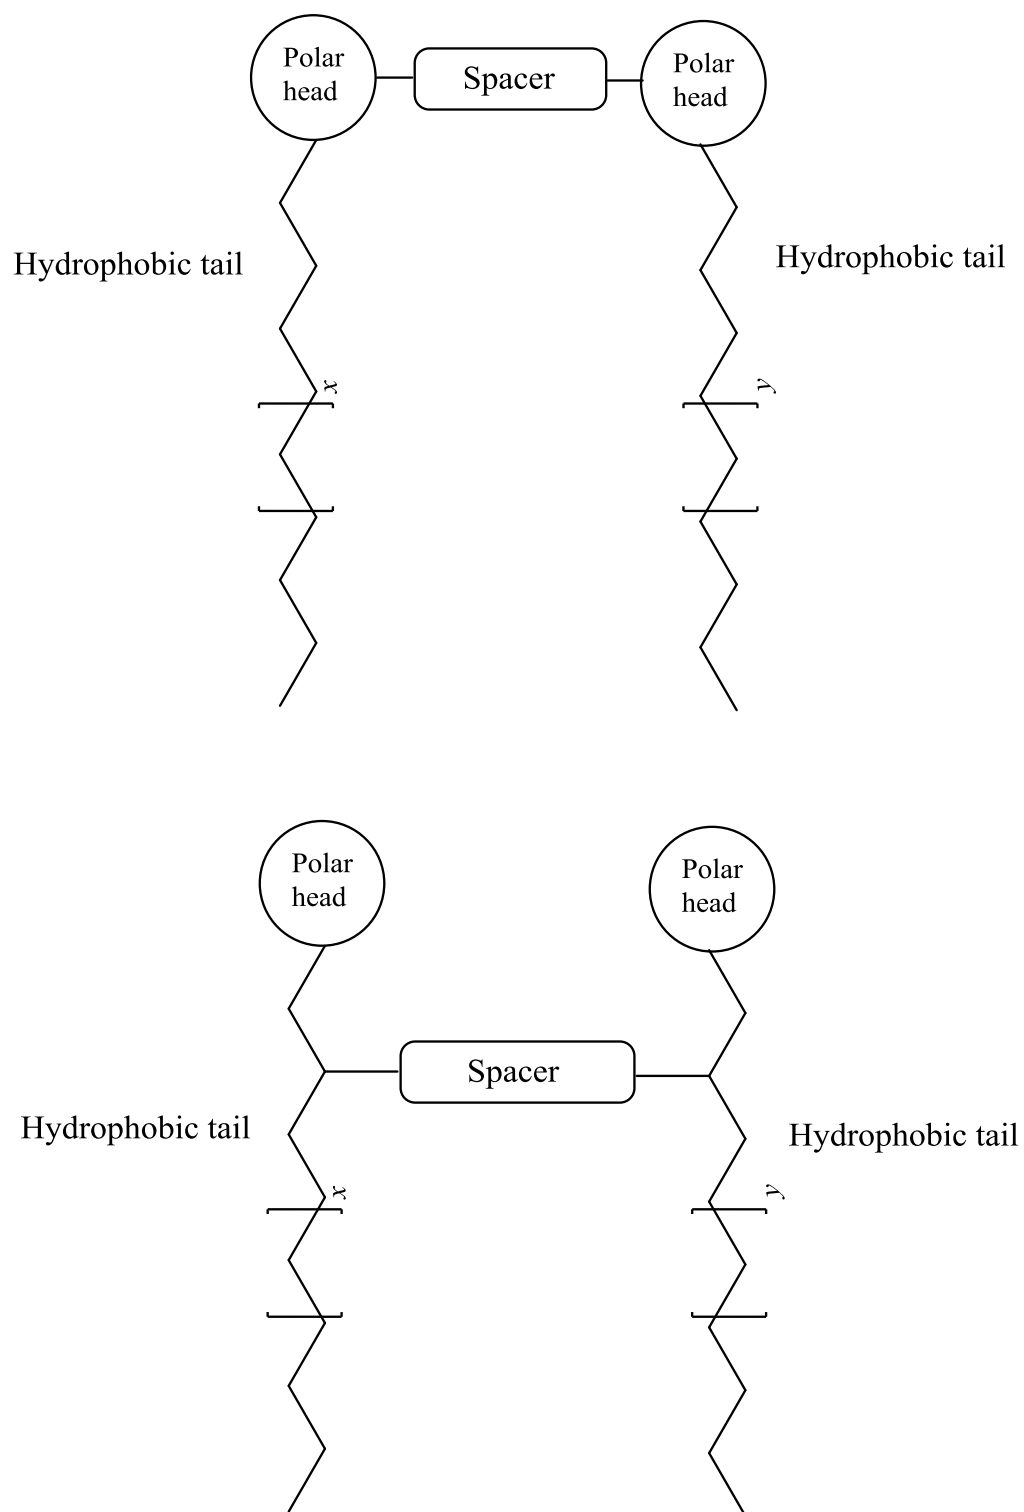 Polar
head
Spacer
Polar
head
Hydrophobic tail
Hydrophobic tail
x
y
Polar
head
Polar
head
Spacer
Hydrophobic tail
Hydrophobic tail
x
y